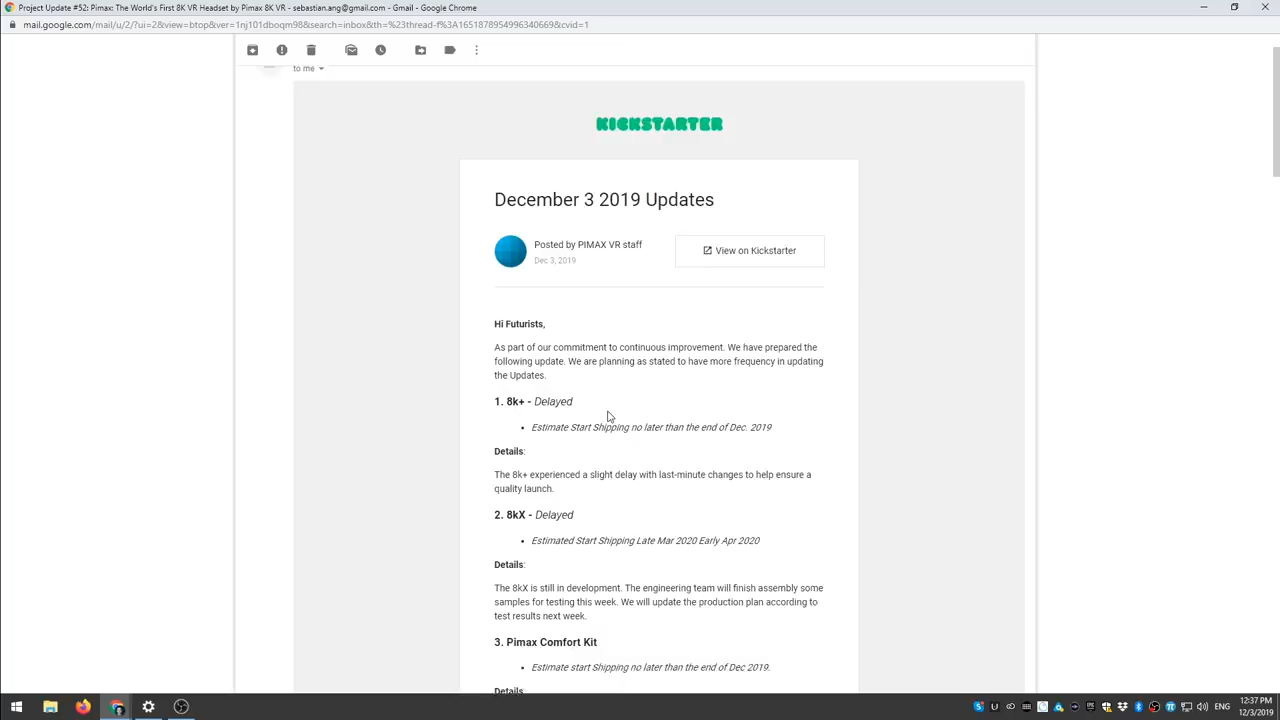 Project Update #52: Pimax: The World's First 8K VR Headset by Pimax 8K VR - sebastian.ang@gmail.com - Gmail - Google Chrome
mail.google.com/mail/u/2/?ui=2&view=btop&ver=1nj101dboqm98&search=inbox&th=%23thread-f%3A1651878954996340669&cvid=1
to me
KICKSTARTER
December 3 2019 Updates
Posted by PIMAX VR staff
Dec 3, 2019
View on Kickstarter
Hi Futurists,
As part of our commitment to continuous improvement. We have prepared the
following update. We are planning as stated to have more frequency in updating
the Updates.
1. 8k+ - Delayed
• Estimate Start Shipping no later than the end of Dec. 2019
Details:
The 8k+ experienced a slight delay with last-minute changes to help ensure a
quality launch.
2. 8kX - Delayed
• Estimated Start Shipping Late Mar 2020 Early Apr 2020
Details:
The 8kX is still in development. The engineering team will finish assembly some
samples for testing this week. We will update the production plan according to
test results next week.
3. Pimax Comfort Kit
• Estimate start Shipping no later than the end of Dec 2019.
Details
ENG
12:37 PM
12/3/2019